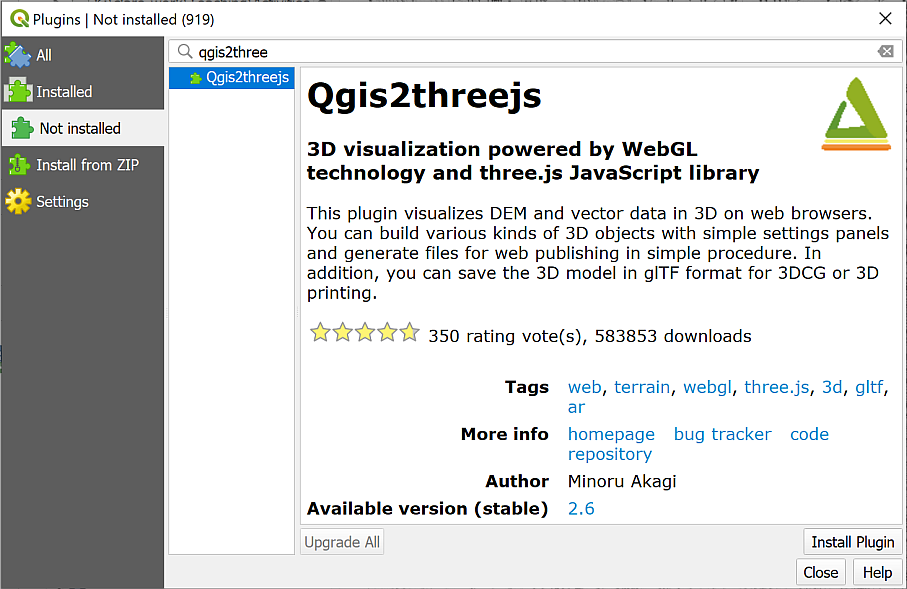 Plugins | Not installed (919)
All
Installed
Not installed
Install from ZIP
Settings
qgis2three
Qgis2threejs
Qgis2threejs
3D visualization powered by WebGL
technology and three.js JavaScript library
This plugin visualizes DEM and vector data in 3D on web browsers.
You can build various kinds of 3D objects with simple settings panels
and generate files for web publishing in simple procedure. In
addition, you can save the 3D model in glTF format for 3DCG or 3D
printing.
350 rating vote(s), 583853 downloads
Tags web, terrain, webgl, three.js, 3d, gltf,
ar
More info homepage bug tracker code
repository
Author Minoru Akagi
Available version (stable) 2.6
Upgrade All Install Plugin
Close Help